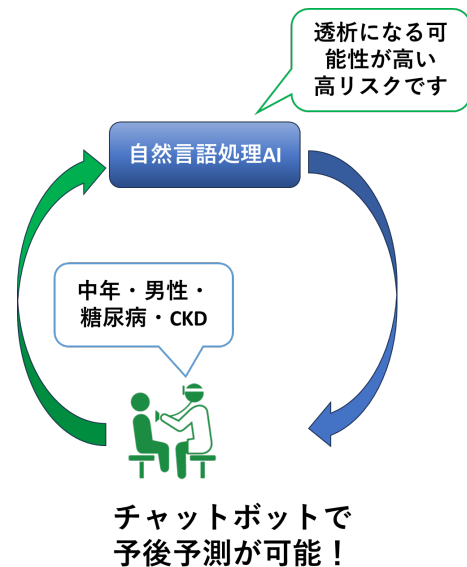 透析になる可
能性が高い
高リスクです
自然言語処理AI
中年・男性・
糖尿病・CKD
チャットボットで
予後予測が可能！